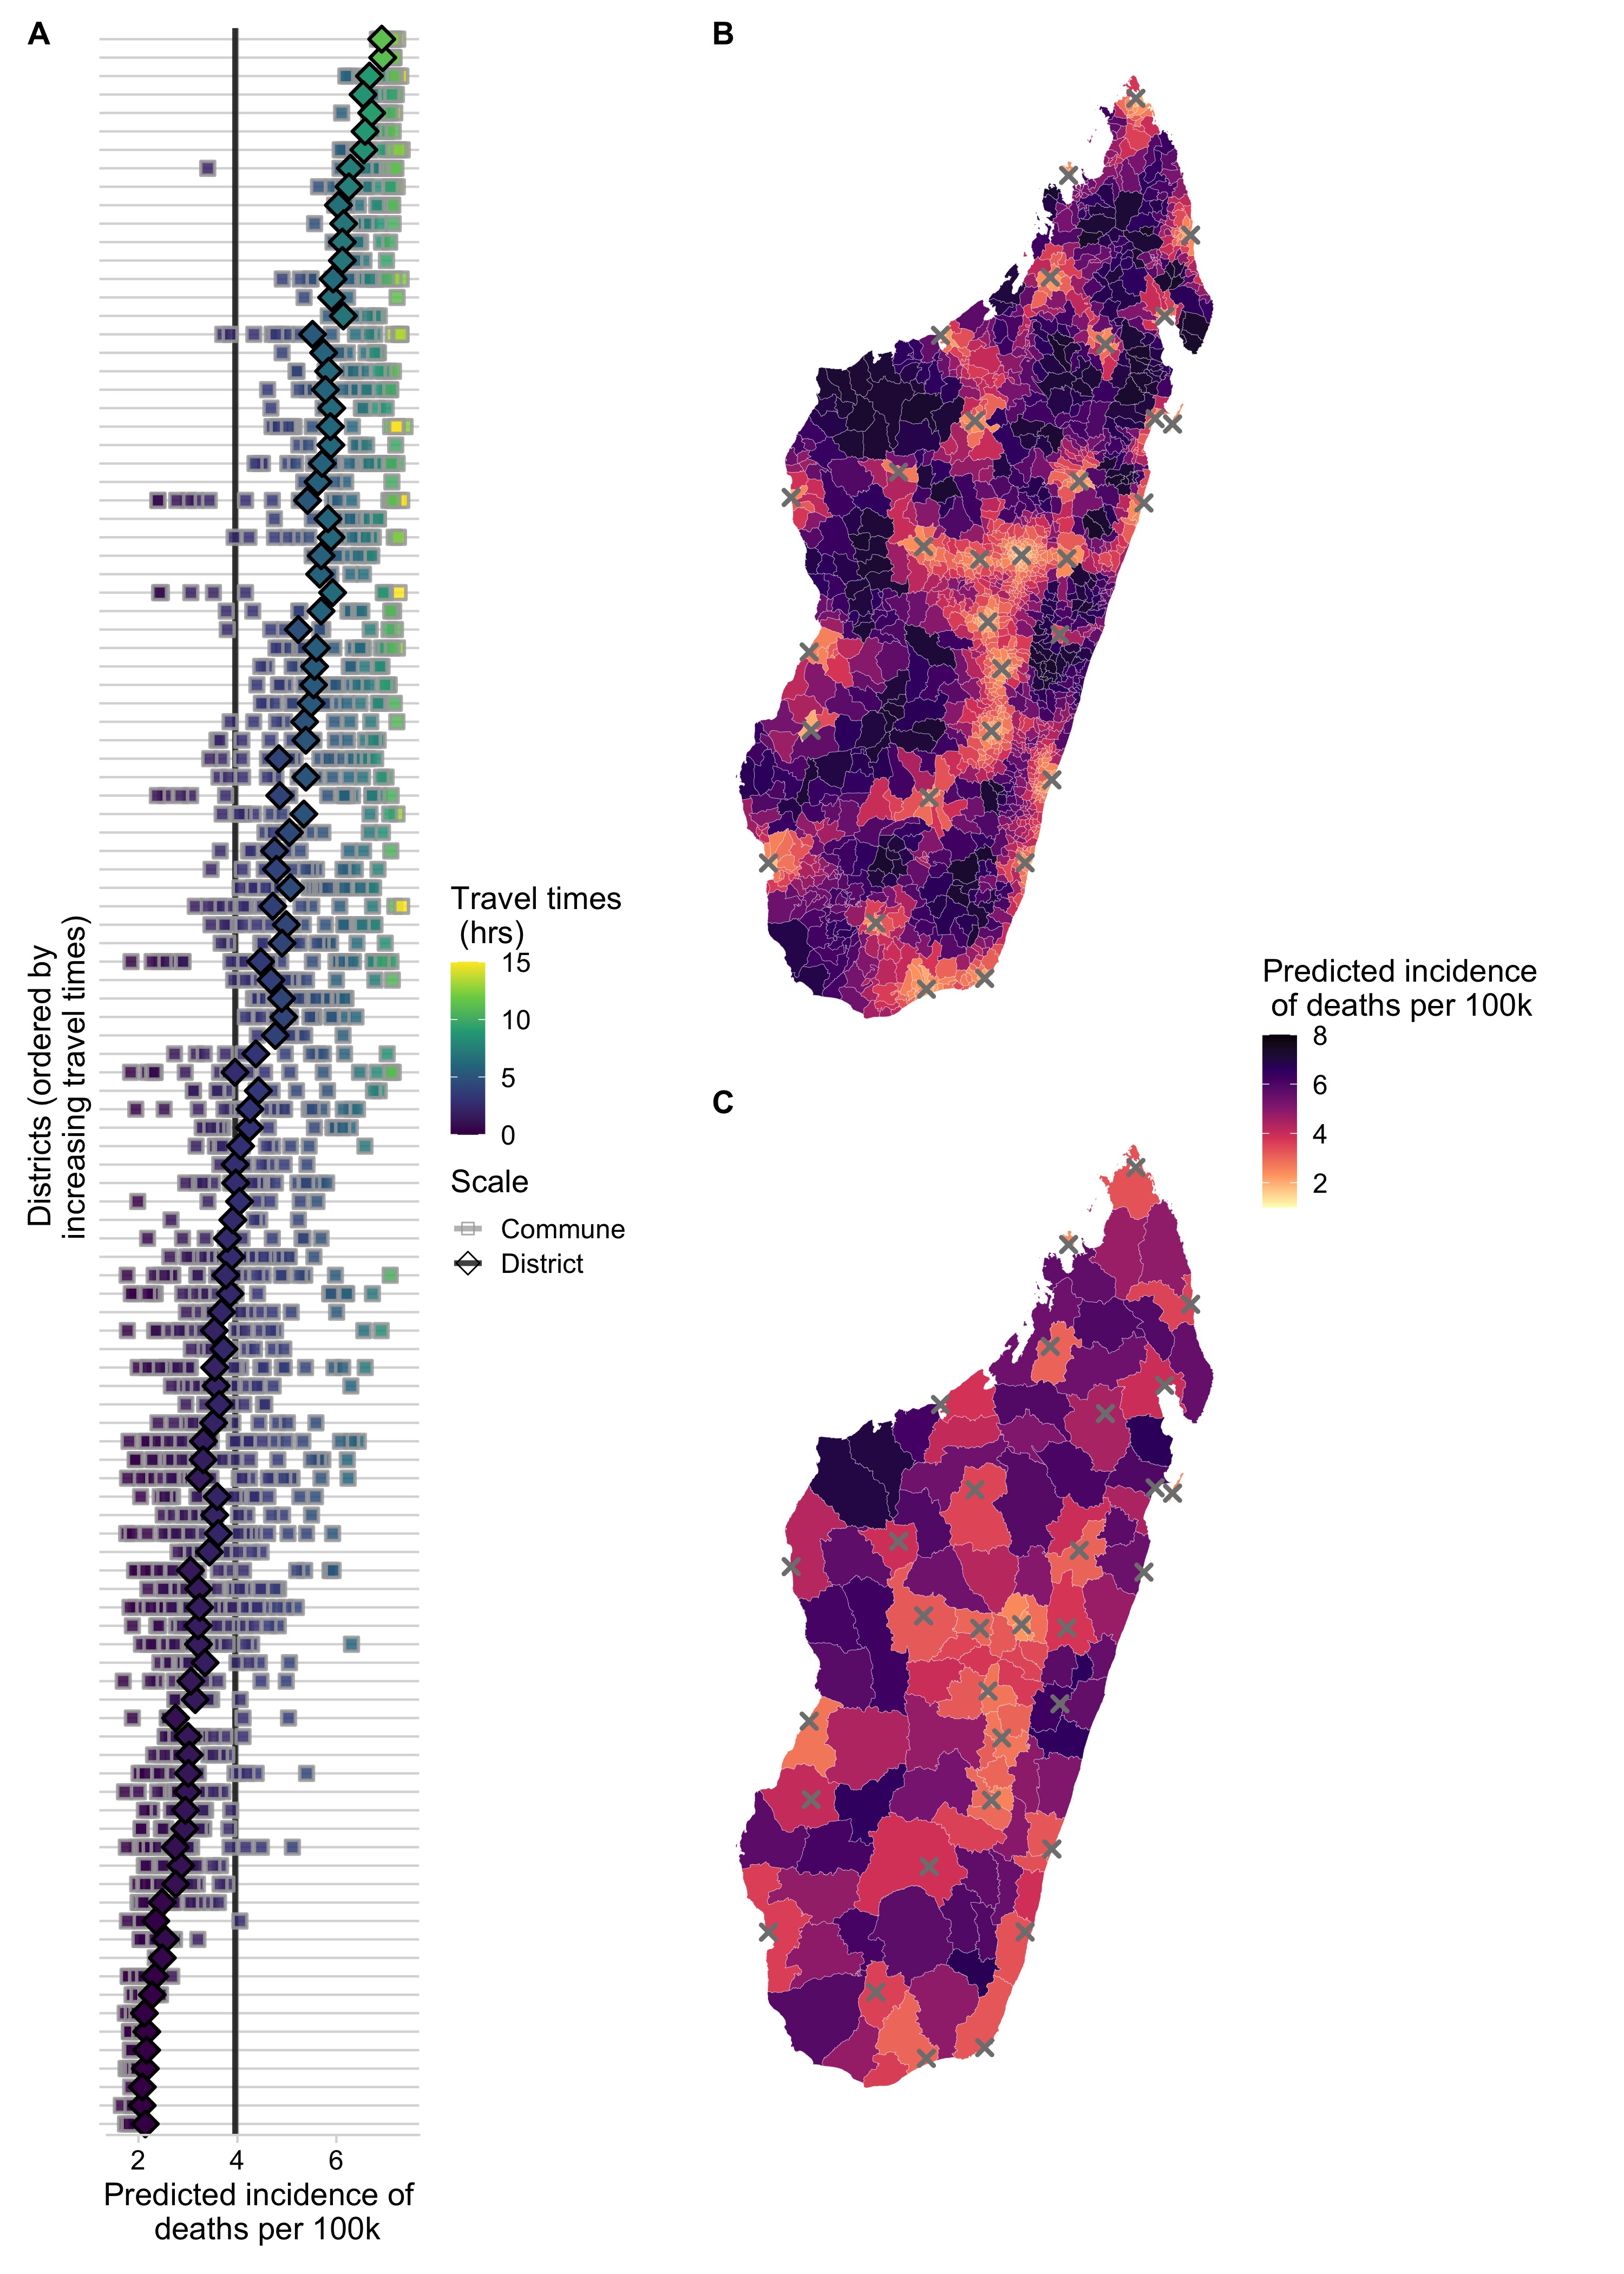 A
B
Districts (ordered by
increasing travel times)
2 4 6
Predicted incidence of
deaths per 100k
Travel times
(hrs)
15
10
5
0
Scale
Commune
District
Predicted incidence
of deaths per 100k
8
6
4
2
C